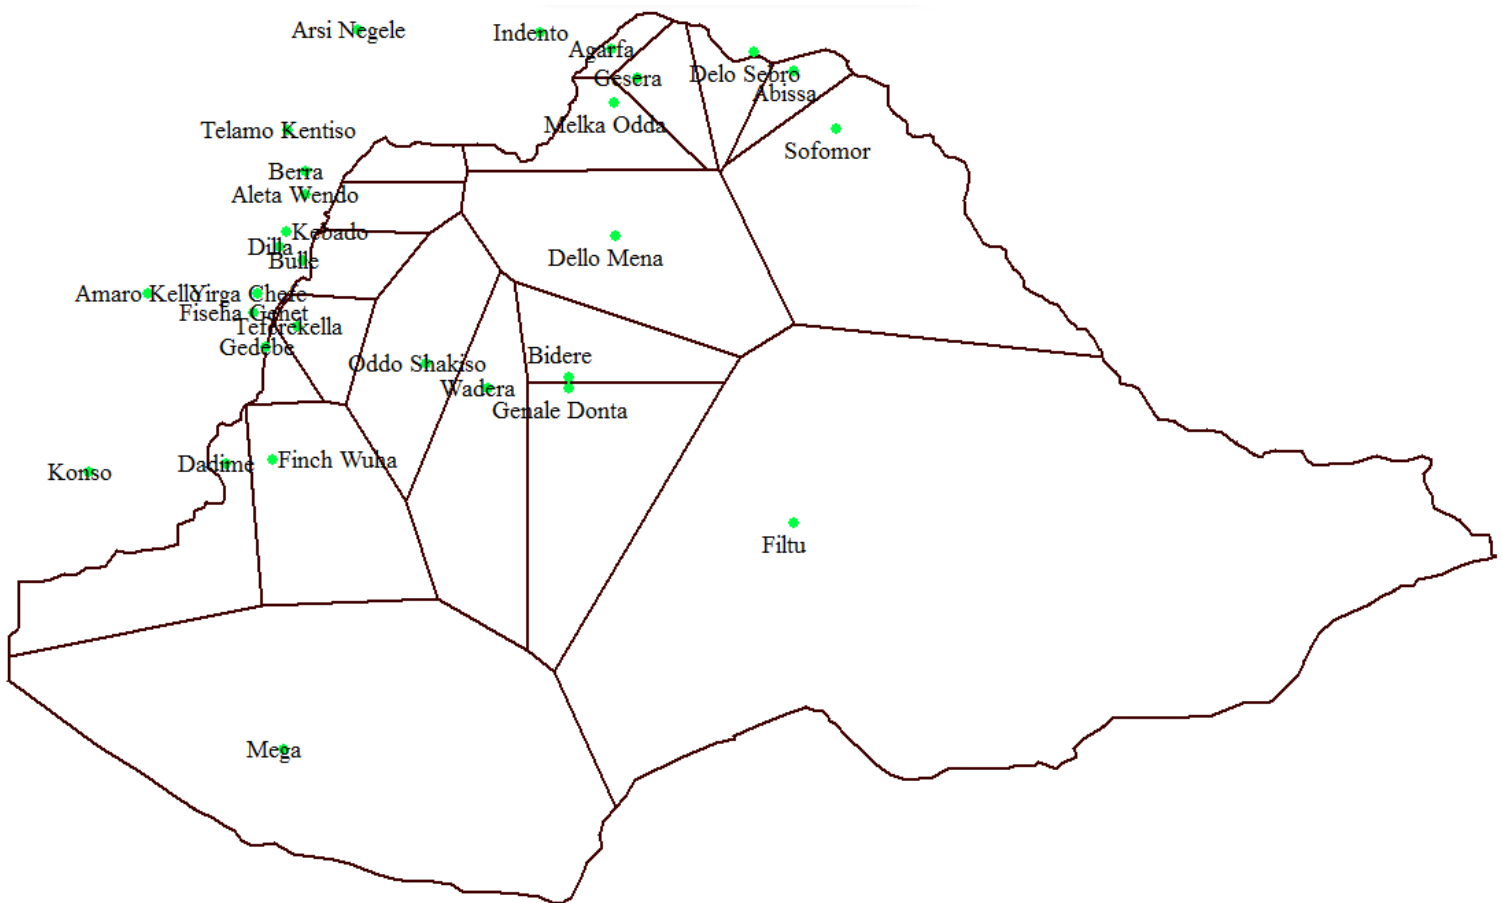 Arsi Negele
Indento
Agarfa
Gesera
Delo Sebro
Abissa
Melka Odda
Telamo Kentiso
Sofomor
Berra
Aleta Wendo
Kebado
Dilla
Bulle
Dello Mena
Amaro Kello
Yirga Chefe
Fiseha Genet
Teferekella
Gedebe
Bidere
Oddo Shakiso
Wadera
Genale Donta
Dadime
Finch Wuha
Konso
Filtu
Mega